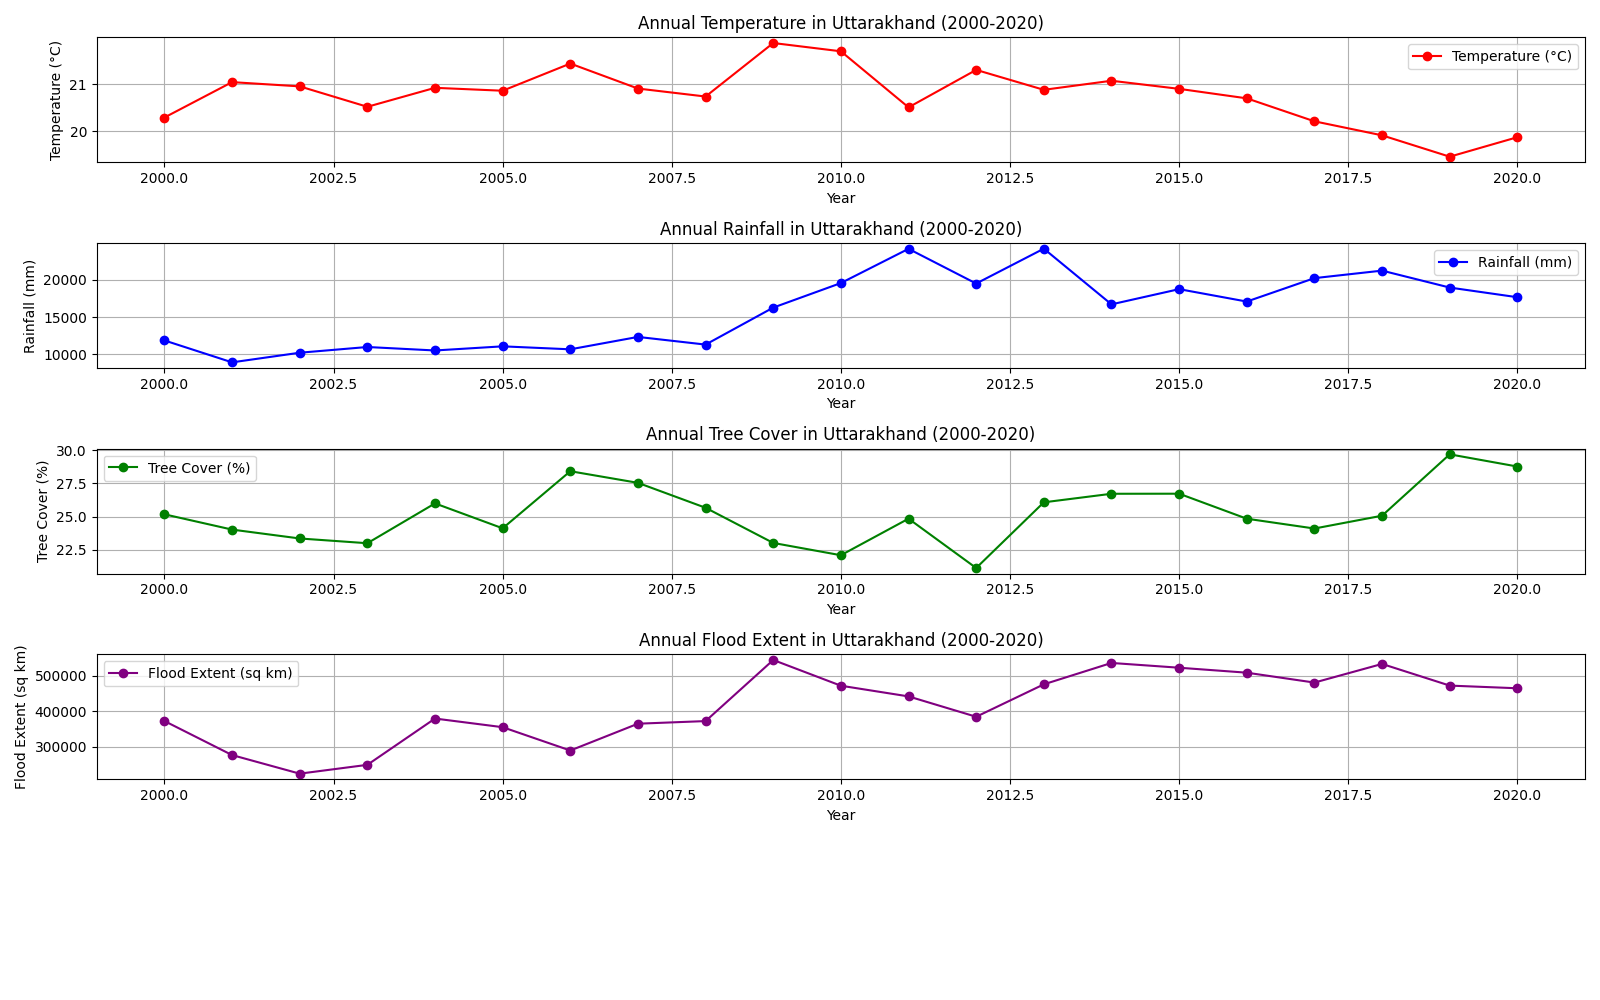 Annual Temperature in Uttarakhand (2000-2020)
Temperature (°C)
Temperature (°C)
21
20
2000.0 2002.5 2005.0 2007.5 2010.0 2012.5 2015.0 2017.5 2020.0
Year
Annual Rainfall in Uttarakhand (2000-2020)
Rainfall (mm)
Rainfall (mm)
20000
15000
10000
2000.0 2002.5 2005.0 2007.5 2010.0 2012.5 2015.0 2017.5 2020.0
Year
Annual Tree Cover in Uttarakhand (2000-2020)
Tree Cover (%)
Tree Cover (%)
30.0
27.5
25.0
22.5
2000.0 2002.5 2005.0 2007.5 2010.0 2012.5 2015.0 2017.5 2020.0
Year
Annual Flood Extent in Uttarakhand (2000-2020)
Flood Extent (sq km)
Flood Extent (sq km)
500000
400000
300000
2000.0 2002.5 2005.0 2007.5 2010.0 2012.5 2015.0 2017.5 2020.0
Year